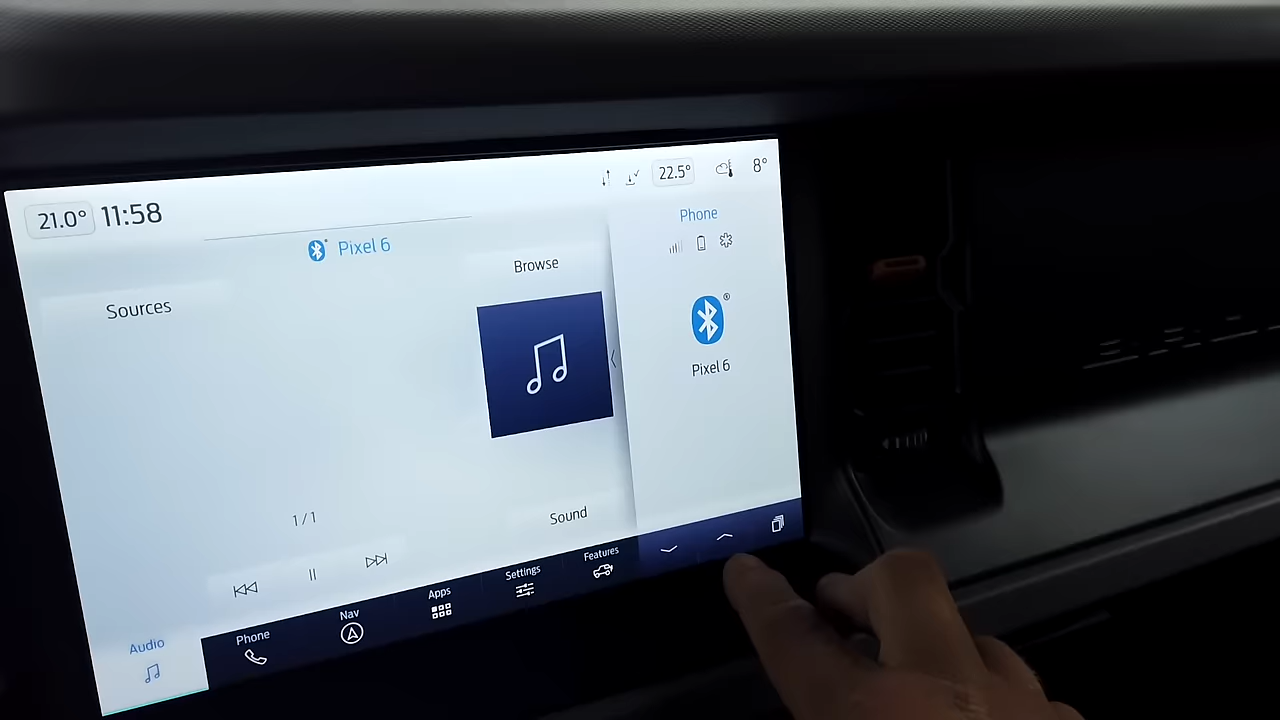 21.0° 11:58
22.5°
8°
Pixel 6
Phone
Browse
Sources
Pixel 6
1/1
Sound
Audio
Phone
Nav
Apps
Settings
Features